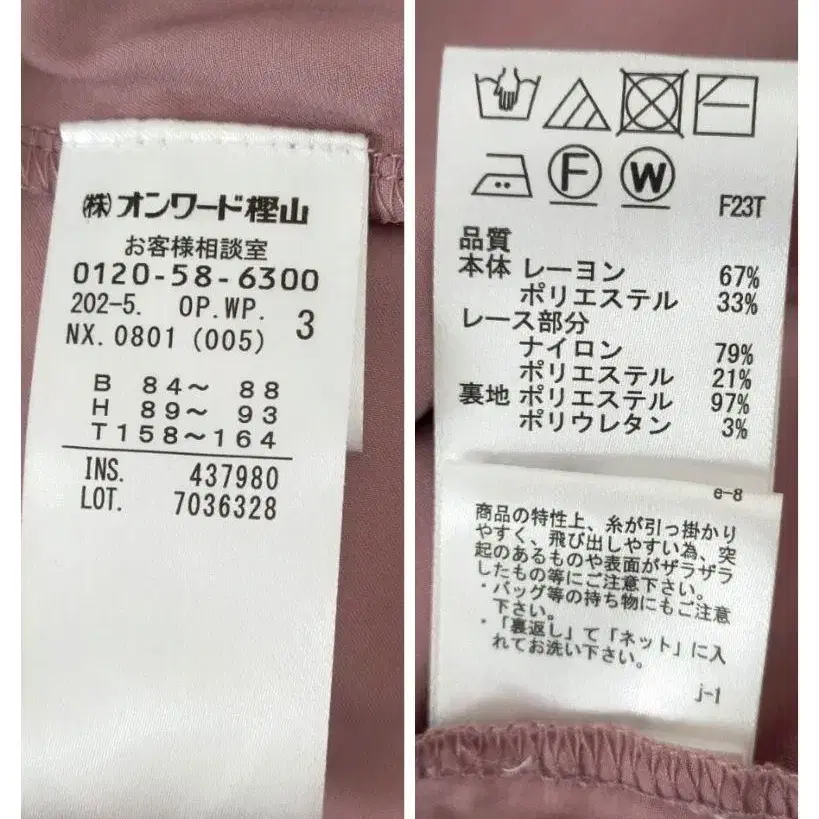 ㈱オンワード樫山
お客様相談室
0120-58-6300
202-5. OP.WP. 3
NX.0801 (005)
B 84～ 88
H 89～ 93
T158～164
INS. 437980
LOT. 7036328
F W F23T
品質
本体 レーヨン 67%
ポリエステル 33%
レース部分
ナイロン 79%
ポリエステル 21%
裏地 ポリエステル 97%
ポリウレタン 3%
e-8
商品の特性上、糸が引っ掛かり
やすく、飛び出しやすい為、突
起のあるものや表面がザラザラ
したもの等にご注意下さい。
・バッグ等の持ち物にもご注意
下さい。
・「裏返し」て「ネット」に入
れてお洗い下さい。
j-1